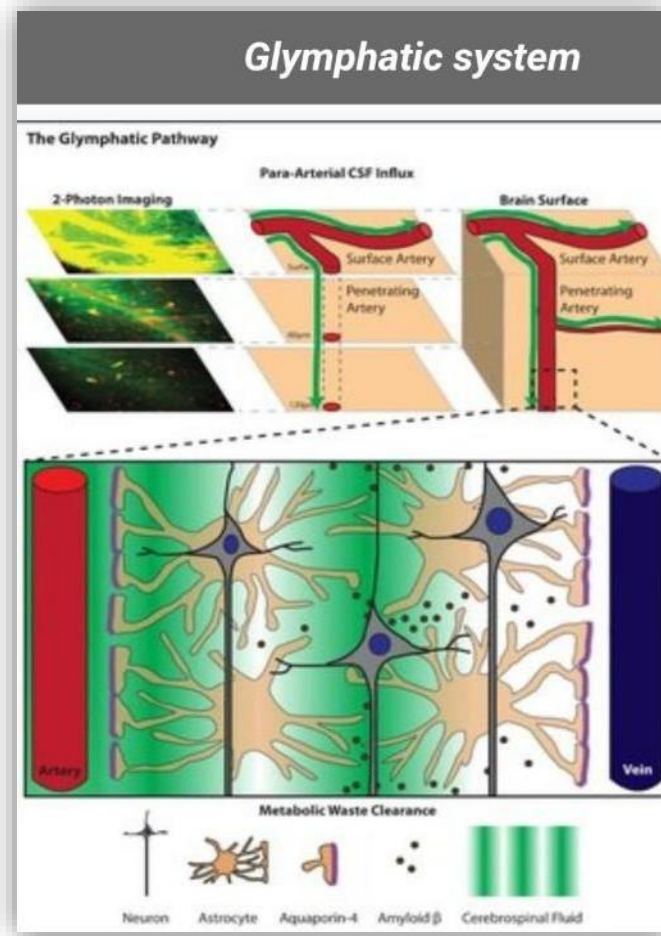 Glymphatic system
The Glymphatic Pathway
Para-Arterial CSF Influx
2-Photon Imaging
Brain Surface
Surface Artery
Surface Artery
Penetrating
Artery
Penetrating
Artery
Artery
Vein
Metabolic Waste Clearance
Neuron Astrocyte Aquaporin-4 Amyloid β Cerebrospinal Fluid